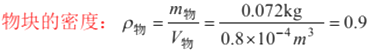 物块的密度：ρ物 = m物/V物 = 0.072kg/0.8×10⁻⁴m³ = 0.9